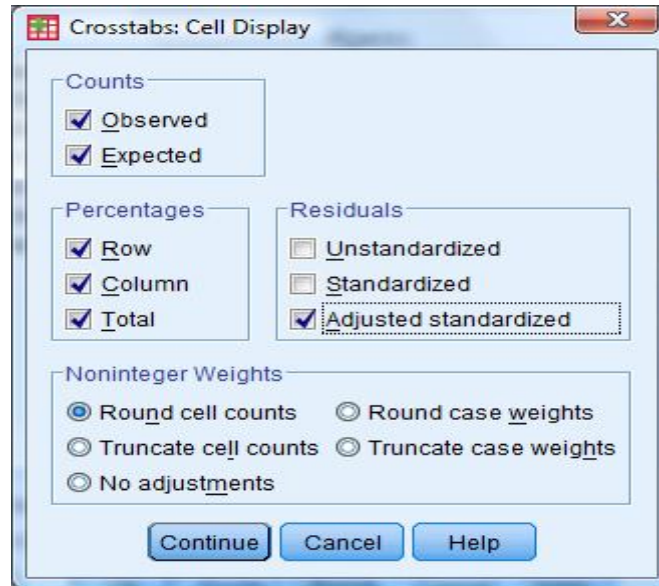 Crosstabs: Cell Display
Counts
Observed
Expected
Percentages
Row
Column
Total
Residuals
Unstandardized
Standardized
Adjusted standardized
Noninteger Weights
Round cell counts Round case weights
Truncate cell counts Truncate case weights
No adjustments
Continue Cancel Help